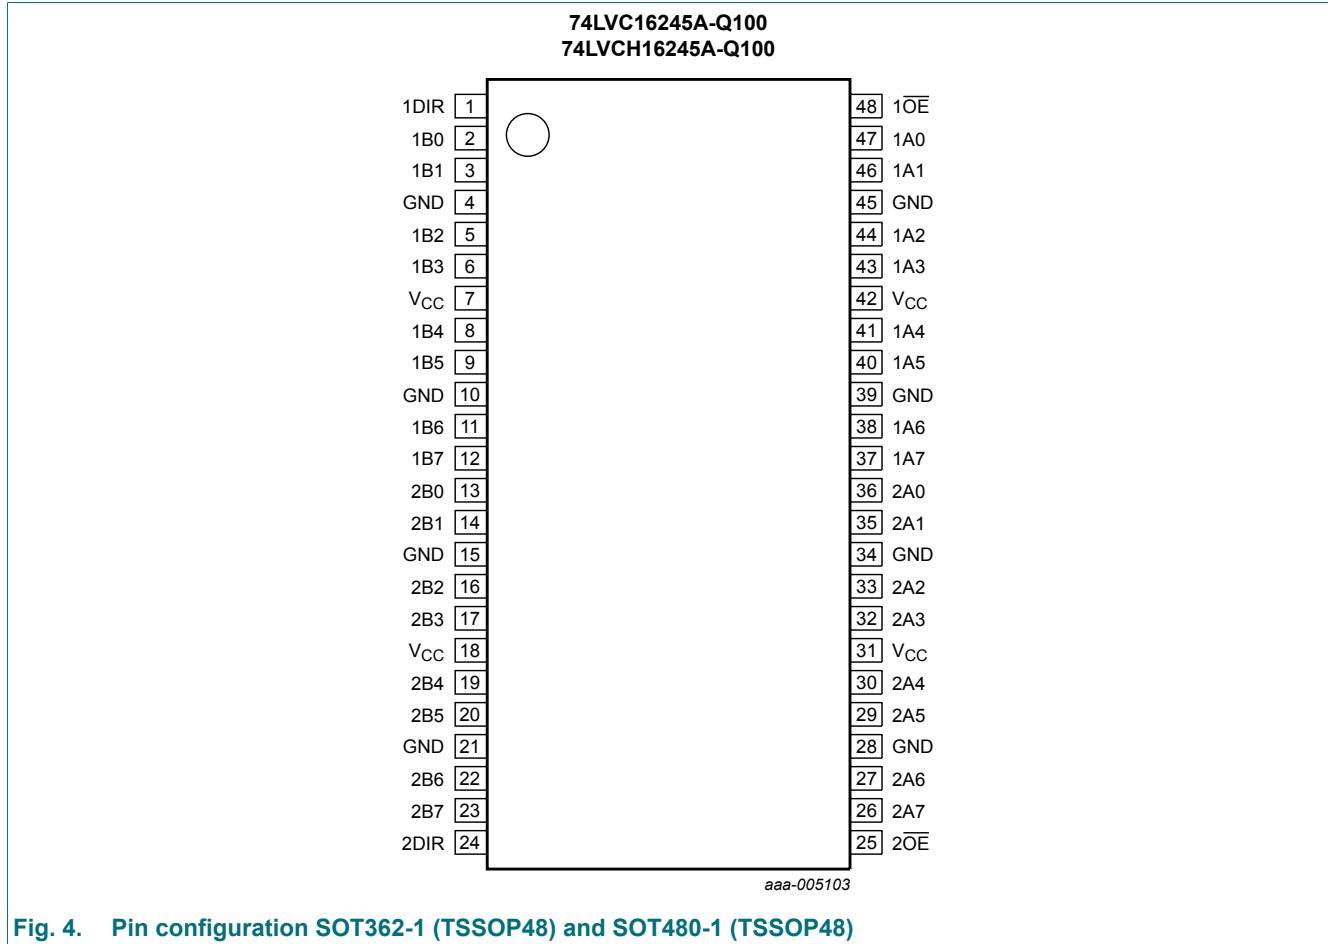 74LVC16245A-Q100
74LVCH16245A-Q100
1DIR 1 48 1O̅E̅
1B0 2 47 1A0
1B1 3 46 1A1
GND 4 45 GND
1B2 5 44 1A2
1B3 6 43 1A3
VCC 7 42 VCC
1B4 8 41 1A4
1B5 9 40 1A5
GND 10 39 GND
1B6 11 38 1A6
1B7 12 37 1A7
2B0 13 36 2A0
2B1 14 35 2A1
GND 15 34 GND
2B2 16 33 2A2
2B3 17 32 2A3
VCC 18 31 VCC
2B4 19 30 2A4
2B5 20 29 2A5
GND 21 28 GND
2B6 22 27 2A6
2B7 23 26 2A7
2DIR 24 25 2O̅E̅
aaa-005103
Fig. 4. Pin configuration SOT362-1 (TSSOP48) and SOT480-1 (TSSOP48)